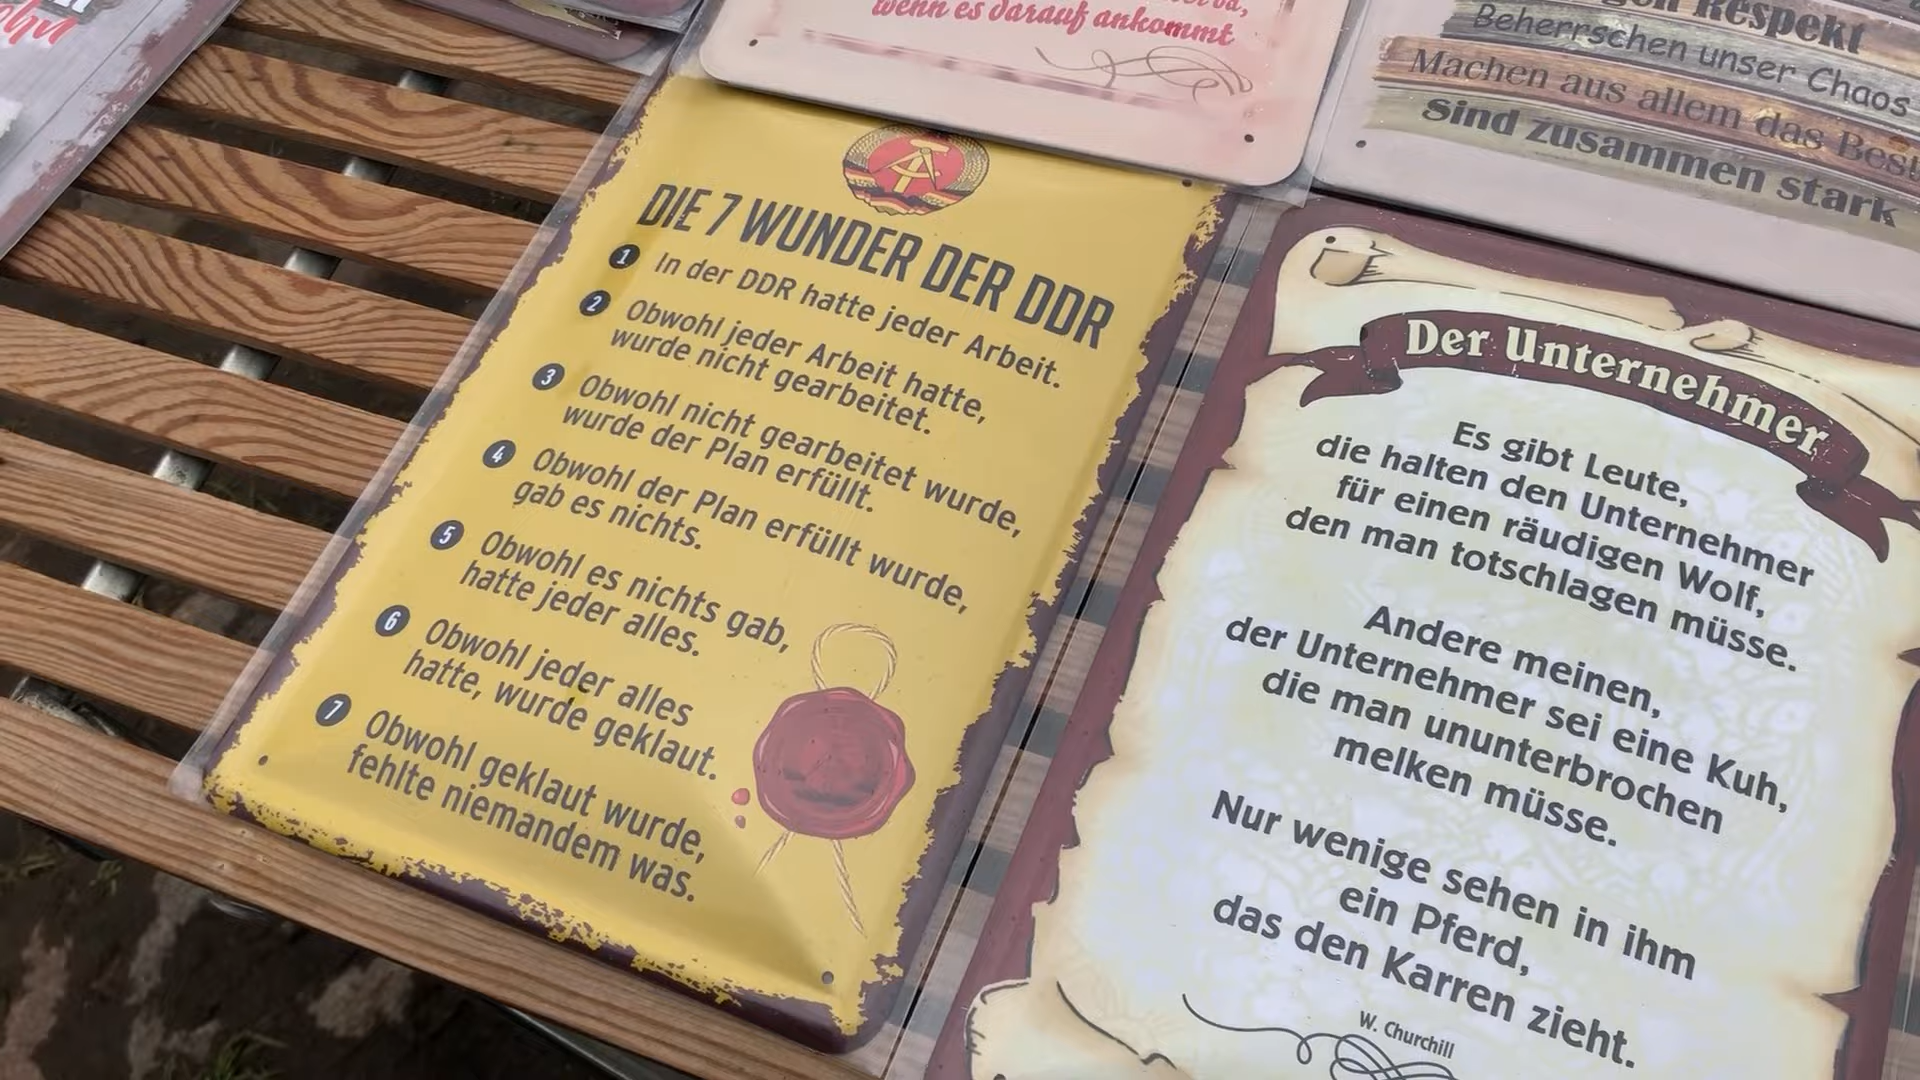 wenn es darauf ankommt
Respekt
Beherrschen unser Chaos
Machen aus allem das
Sind zusammen stark
DIE 7 WUNDER DER DDR
1 In der DDR hatte jeder Arbeit.
2 Obwohl jeder Arbeit hatte,
wurde nicht gearbeitet.
3 Obwohl nicht gearbeitet wurde,
wurde der Plan erfüllt.
4 Obwohl der Plan erfüllt wurde,
gab es nichts.
5 Obwohl es nichts gab,
hatte jeder alles.
6 Obwohl jeder alles
hatte, wurde geklaut.
7 Obwohl geklaut wurde,
fehlte niemandem was.
Der Unternehmer
Es gibt Leute,
die halten den Unternehmer
für einen räudigen Wolf,
den man totschlagen müsse.
Andere meinen,
der Unternehmer sei eine Kuh,
die man ununterbrochen
melken müsse.
Nur wenige sehen in ihm
ein Pferd,
das den Karren zieht.
W. Churchill